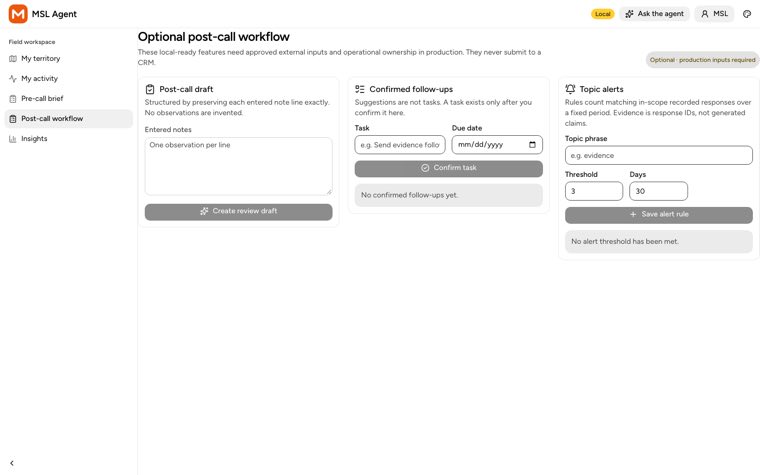 MSL Agent
Local
Ask the agent
MSL
Field workspace
My territory
My activity
Pre-call brief
Post-call workflow
Insights
Optional post-call workflow
These local-ready features need approved external inputs and operational ownership in production. They never submit to a
CRM.
Optional · production inputs required
Post-call draft
Structured by preserving each entered note line exactly.
No observations are invented.
Entered notes
One observation per line
Create review draft
Confirmed follow-ups
Suggestions are not tasks. A task exists only after you
confirm it here.
Task
Due date
e.g. Send evidence follo
mm/dd/yyyy
Confirm task
No confirmed follow-ups yet.
Topic alerts
Rules count matching in-scope recorded responses over
a fixed period. Evidence is response IDs, not generated
claims.
Topic phrase
e.g. evidence
Threshold
Days
3
30
Save alert rule
No alert threshold has been met.